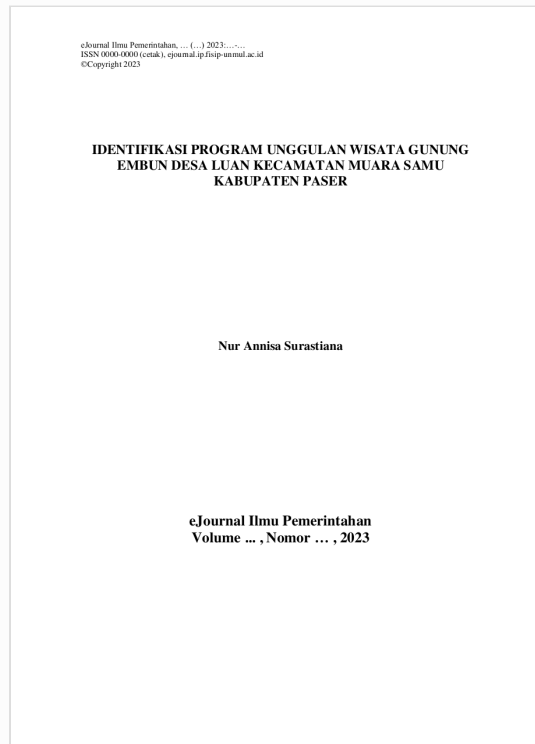 eJournal Ilmu Pemerintahan, ... (...) 2023:...-...
ISSN 0000-0000 (cetak), ejournal.ip.fisip-unmul.ac.id
©Copyright 2023
IDENTIFIKASI PROGRAM UNGGULAN WISATA GUNUNG
EMBUN DESA LUAN KECAMATAN MUARA SAMU
KABUPATEN PASER
Nur Annisa Surastiana
eJournal Ilmu Pemerintahan
Volume ... , Nomor ... , 2023